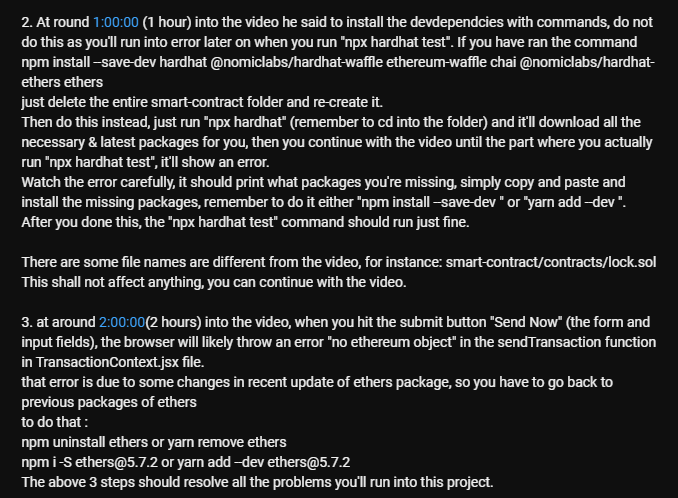 2. At round 1:00:00 (1 hour) into the video he said to install the devdependcies with commands, do not
do this as you'll run into error later on when you run "npx hardhat test". If you have ran the command
npm install --save-dev hardhat @nomiclabs/hardhat-waffle ethereum-waffle chai @nomiclabs/hardhat-
ethers ethers
just delete the entire smart-contract folder and re-create it.
Then do this instead, just run "npx hardhat" (remember to cd into the folder) and it'll download all the
necessary & latest packages for you, then you continue with the video until the part where you actually
run "npx hardhat test", it'll show an error.
Watch the error carefully, it should print what packages you're missing, simply copy and paste and
install the missing packages, remember to do it either "npm install --save-dev " or "yarn add --dev ".
After you done this, the "npx hardhat test" command should run just fine.

There are some file names are different from the video, for instance: smart-contract/contracts/lock.sol
This shall not affect anything, you can continue with the video.

3. at around 2:00:00(2 hours) into the video, when you hit the submit button "Send Now" (the form and
input fields), the browser will likely throw an error "no ethereum object" in the sendTransaction function
in TransactionContext.jsx file.
that error is due to some changes in recent update of ethers package, so you have to go back to
previous packages of ethers
to do that :
npm uninstall ethers or yarn remove ethers
npm i -S ethers@5.7.2 or yarn add --dev ethers@5.7.2
The above 3 steps should resolve all the problems you'll run into this project.